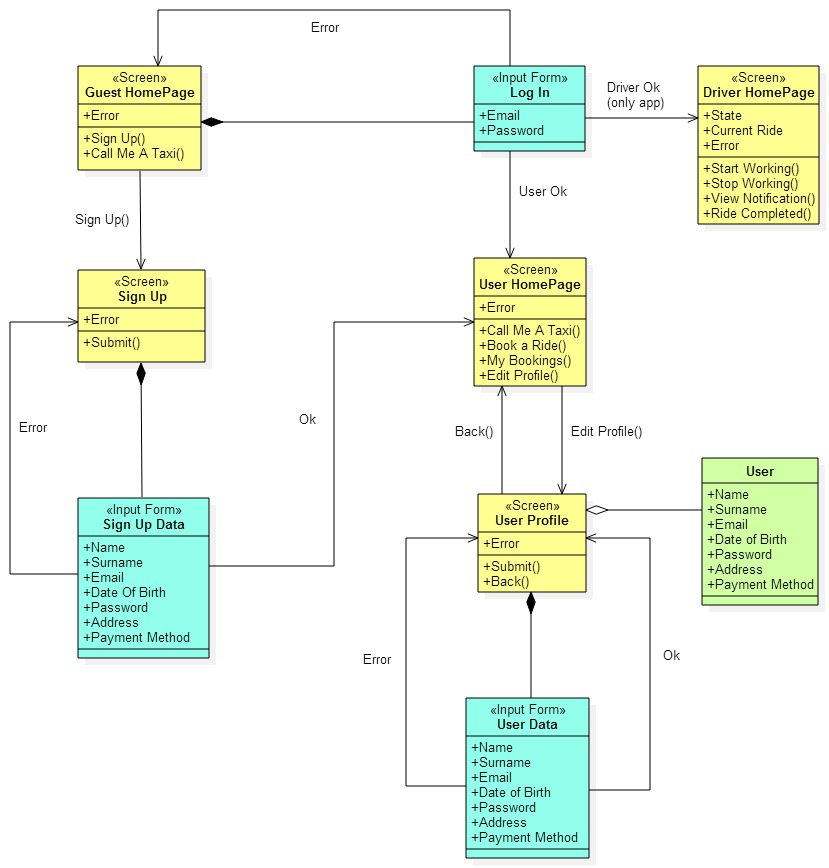 Error
«Screen»
Guest HomePage
+Error
+Sign Up()
+Call Me A Taxi()
«Input Form»
Log In
+Email
+Password
Driver Ok
(only app)
«Screen»
Driver HomePage
+State
+Current Ride
+Error
+Start Working()
+Stop Working()
+View Notification()
+Ride Completed()
Sign Up()
User Ok
«Screen»
Sign Up
+Error
+Submit()
«Screen»
User HomePage
+Error
+Call Me A Taxi()
+Book a Ride()
+My Bookings()
+Edit Profile()
Error
Ok
Back()
Edit Profile()
«Input Form»
Sign Up Data
+Name
+Surname
+Email
+Date Of Birth
+Password
+Address
+Payment Method
«Screen»
User Profile
+Error
+Submit()
+Back()
User
+Name
+Surname
+Email
+Date of Birth
+Password
+Address
+Payment Method
Error
Ok
«Input Form»
User Data
+Name
+Surname
+Email
+Date of Birth
+Password
+Address
+Payment Method